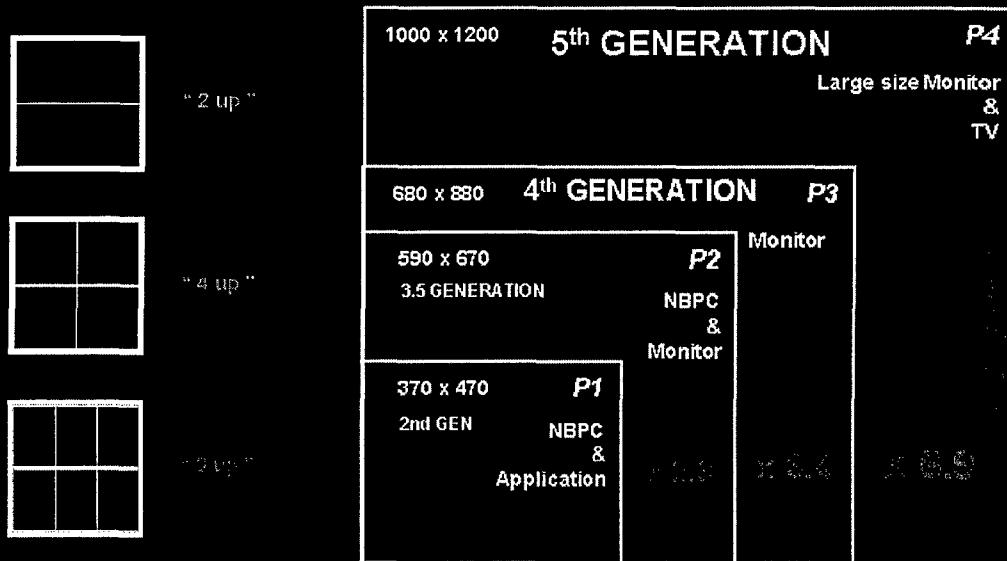 " 2 up "
" 4 up "
1000 x 1200
5th GENERATION
P4
Large size Monitor
&
TV
680 x 880
4th GENERATION
P3
Monitor
590 x 670
3.5 GENERATION
P2
NBPC
&
Monitor
370 x 470
2nd GEN
P1
NBPC
&
Application